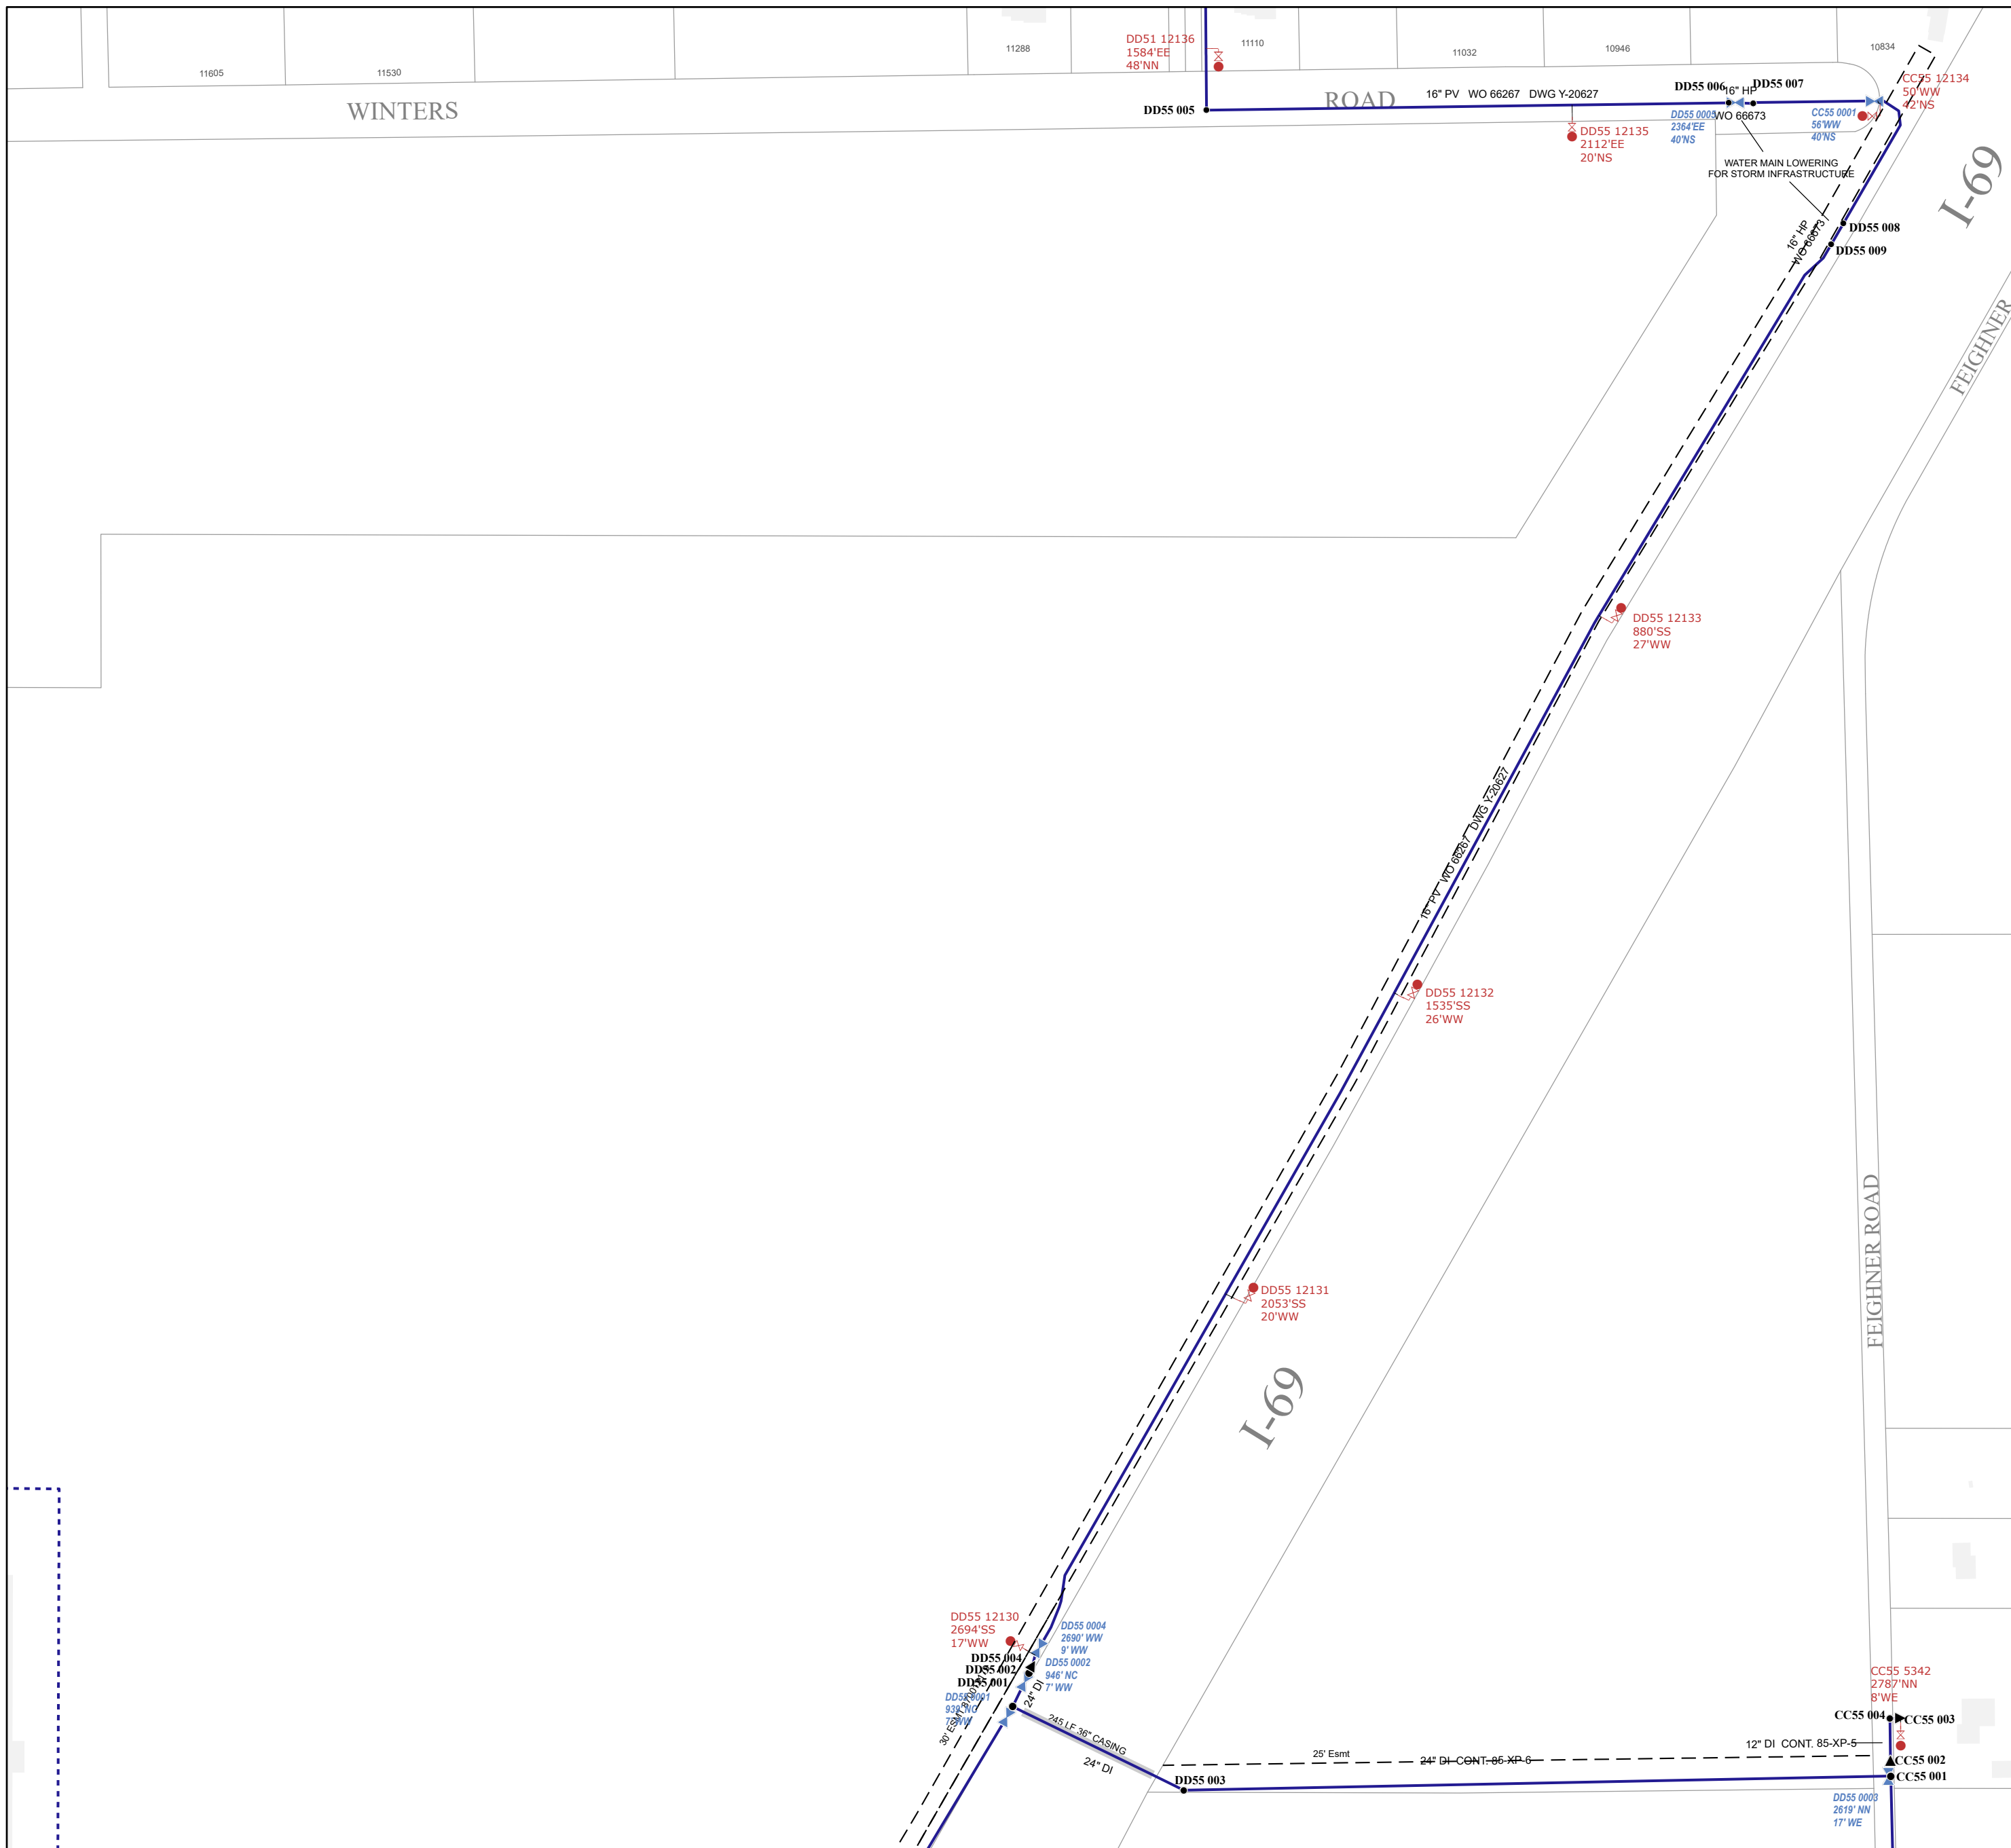 11605
11530
11288
11110
11032
10946
10834
DD51 12136
1584'EE
48'NN
WINTERS
ROAD
DD55 005
16" PV   WO 66267   DWG Y-20627
DD55 006
16" HP
DD55 007
WO 66673
CC55 12134
50'WW
42'NS
DD55 12135
2112'EE
20'NS
DD55 0005
2364'EE
40'NS
CC55 0001
56'WW
40'NS
WATER MAIN LOWERING
FOR STORM INFRASTRUCTURE
I-69
16" HP
WO 66673
DD55 008
DD55 009
FEIGHNER
DD55 12133
880'SS
27'WW
16" PV   WO 66267   DWG Y-20627
DD55 12132
1535'SS
26'WW
DD55 12131
2053'SS
20'WW
I-69
FEIGHNER ROAD
DD55 12130
2694'SS
17'WW
DD55 0004
2690' WW
9' WW
DD55 004
DD55 002
DD55 001
DD55 0002
946' NC
7' WW
DD55 0001
939' NC
7' WW
30' ESMT
24" DI
245 LF 36" CASING
24" DI
DD55 003
25' Esmt
24" DI CONT. 85-XP-6
CC55 5342
2787'NN
8'WE
CC55 004
CC55 003
12" DI  CONT. 85-XP-5
CC55 002
CC55 001
DD55 0003
2619' NN
17' WE